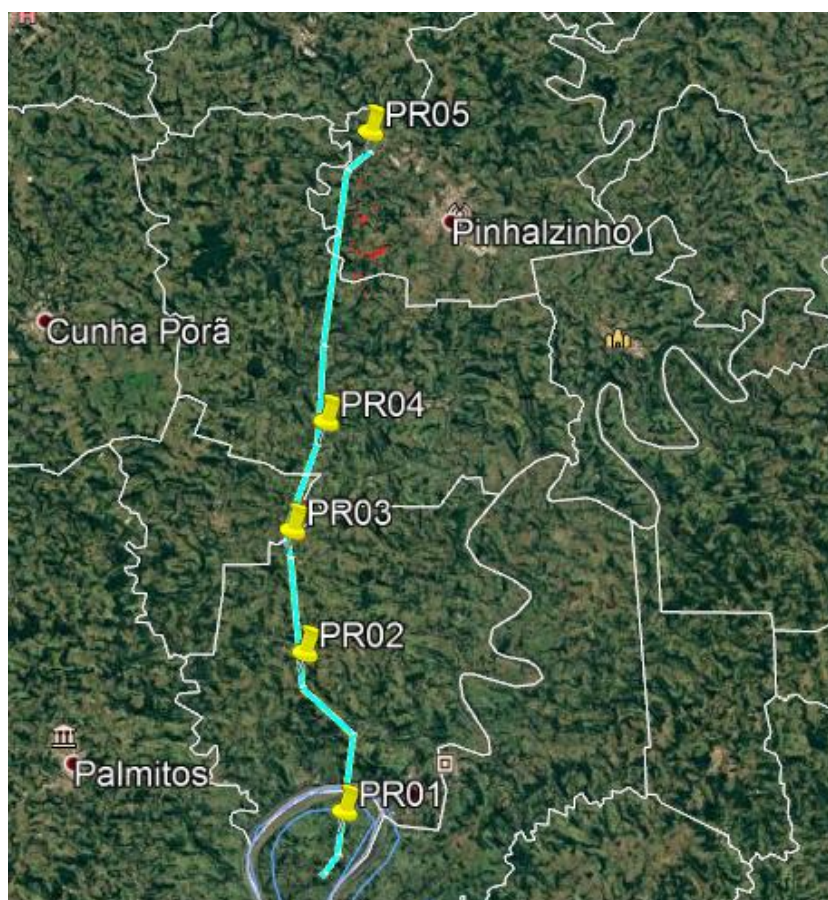 H
PR05
Pinhalzinho
Cunha Porã
PR04
PR03
PR02
Palmitos
PR01